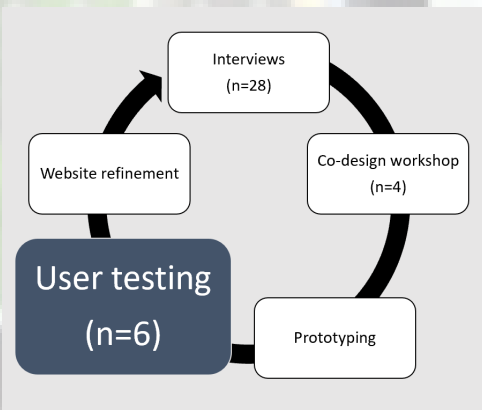 Interviews
(n=28)
Co-design workshop
(n=4)
Prototyping
User testing
(n=6)
Website refinement